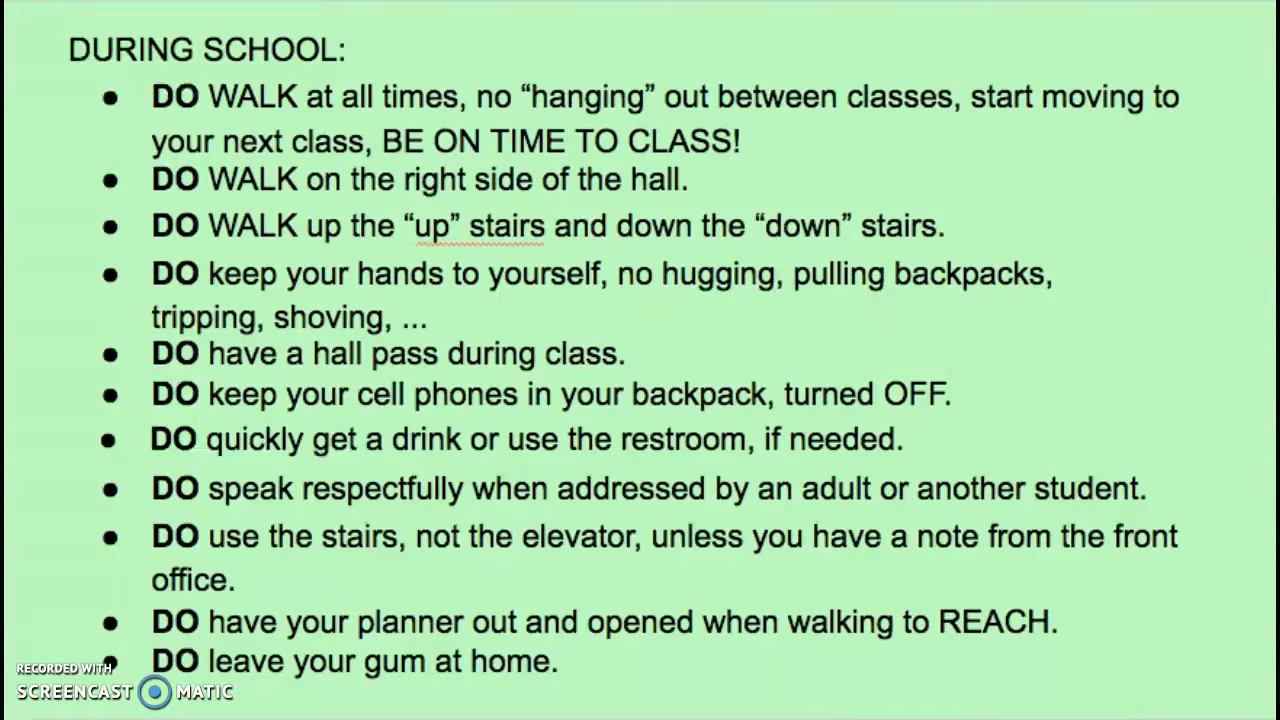 DURING SCHOOL:
● DO WALK at all times, no “hanging” out between classes, start moving to
your next class, BE ON TIME TO CLASS!
● DO WALK on the right side of the hall.
● DO WALK up the “up” stairs and down the “down” stairs.
● DO keep your hands to yourself, no hugging, pulling backpacks,
tripping, shoving, ...
● DO have a hall pass during class.
● DO keep your cell phones in your backpack, turned OFF.
● DO quickly get a drink or use the restroom, if needed.
● DO speak respectfully when addressed by an adult or another student.
● DO use the stairs, not the elevator, unless you have a note from the front
office.
● DO have your planner out and opened when walking to REACH.
● DO leave your gum at home.
RECORDED WITH
SCREENCAST MATIC